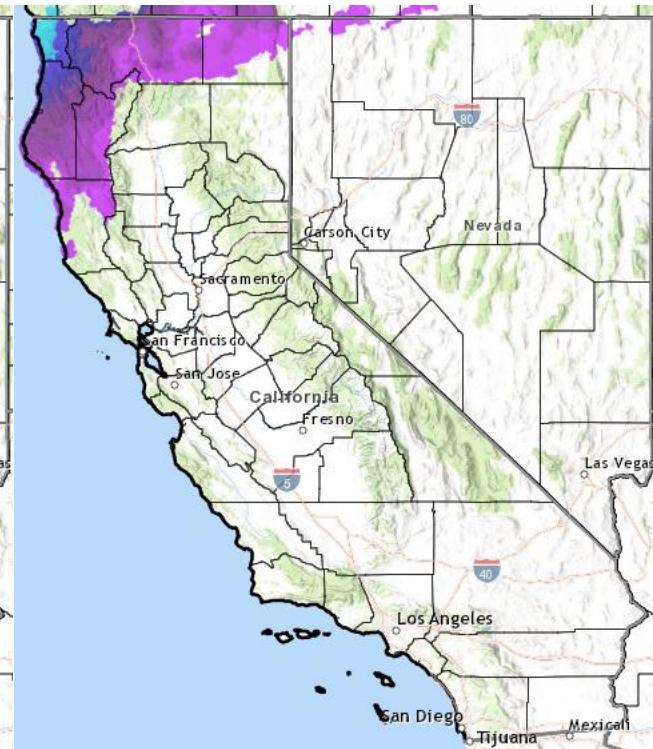 80
Carson City
Nevada
Sacramento
San Francisco
San Jose
California
Fresno
as
5
Las Vegas
40
Los Angeles
San Diego
Tijuana
Mexicali